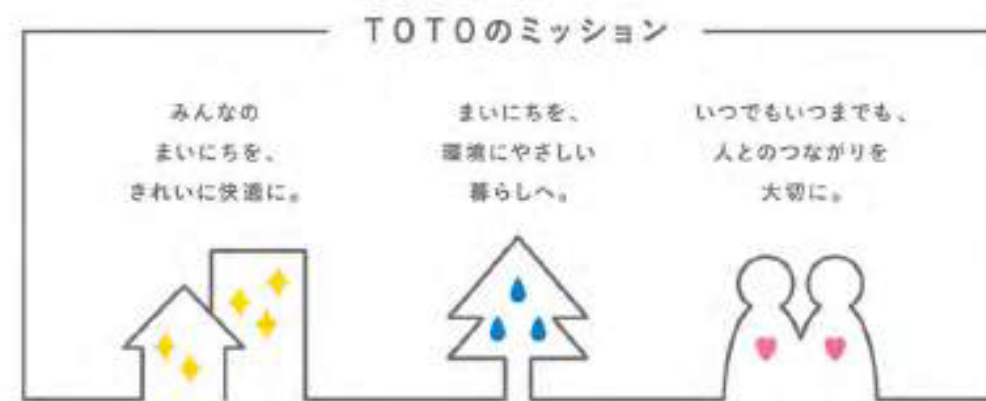 TOTOのミッション
みんなの
まいにちを、
きれいに快適に。
まいにちを、
環境にやさしい
暮らしへ。
いつでもいつまでも、
人とのつながりを
大切に。